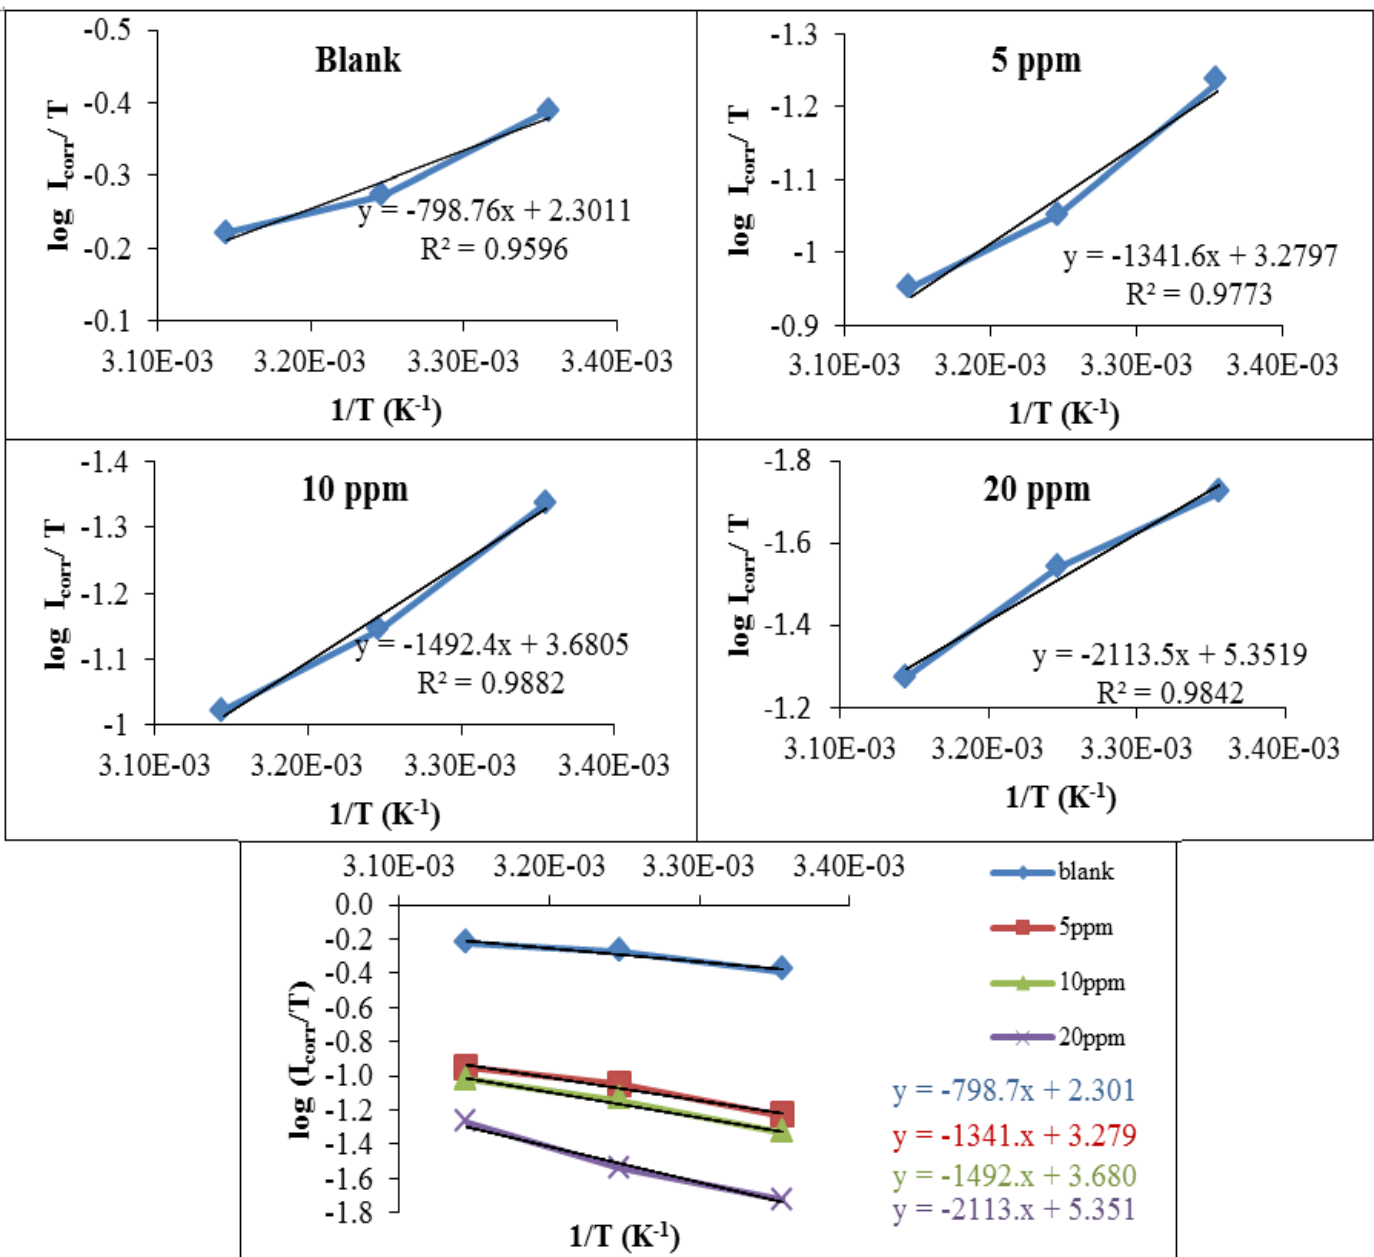 Blank
-0.5
-0.4
-0.3
-0.2
-0.1
log Icorr/ T
y = -798.76x + 2.3011
R² = 0.9596
3.10E-03 3.20E-03 3.30E-03 3.40E-03
1/T (K-1)
5 ppm
-1.3
-1.2
-1.1
-1
-0.9
log Icorr/ T
y = -1341.6x + 3.2797
R² = 0.9773
3.10E-03 3.20E-03 3.30E-03 3.40E-03
1/T (K-1)
10 ppm
-1.4
-1.3
-1.2
-1.1
-1
log Icorr/ T
y = -1492.4x + 3.6805
R² = 0.9882
3.10E-03 3.20E-03 3.30E-03 3.40E-03
1/T (K-1)
20 ppm
-1.8
-1.6
-1.4
-1.2
log Icorr/ T
y = -2113.5x + 5.3519
R² = 0.9842
3.10E-03 3.20E-03 3.30E-03 3.40E-03
1/T (K-1)
3.10E-03 3.20E-03 3.30E-03 3.40E-03
0.0
-0.2
-0.4
-0.6
-0.8
-1.0
-1.2
-1.4
-1.6
-1.8
log (Icorr/T)
1/T (K-1)
blank
5ppm
10ppm
20ppm
y = -798.7x + 2.301
y = -1341.x + 3.279
y = -1492.x + 3.680
y = -2113.x + 5.351